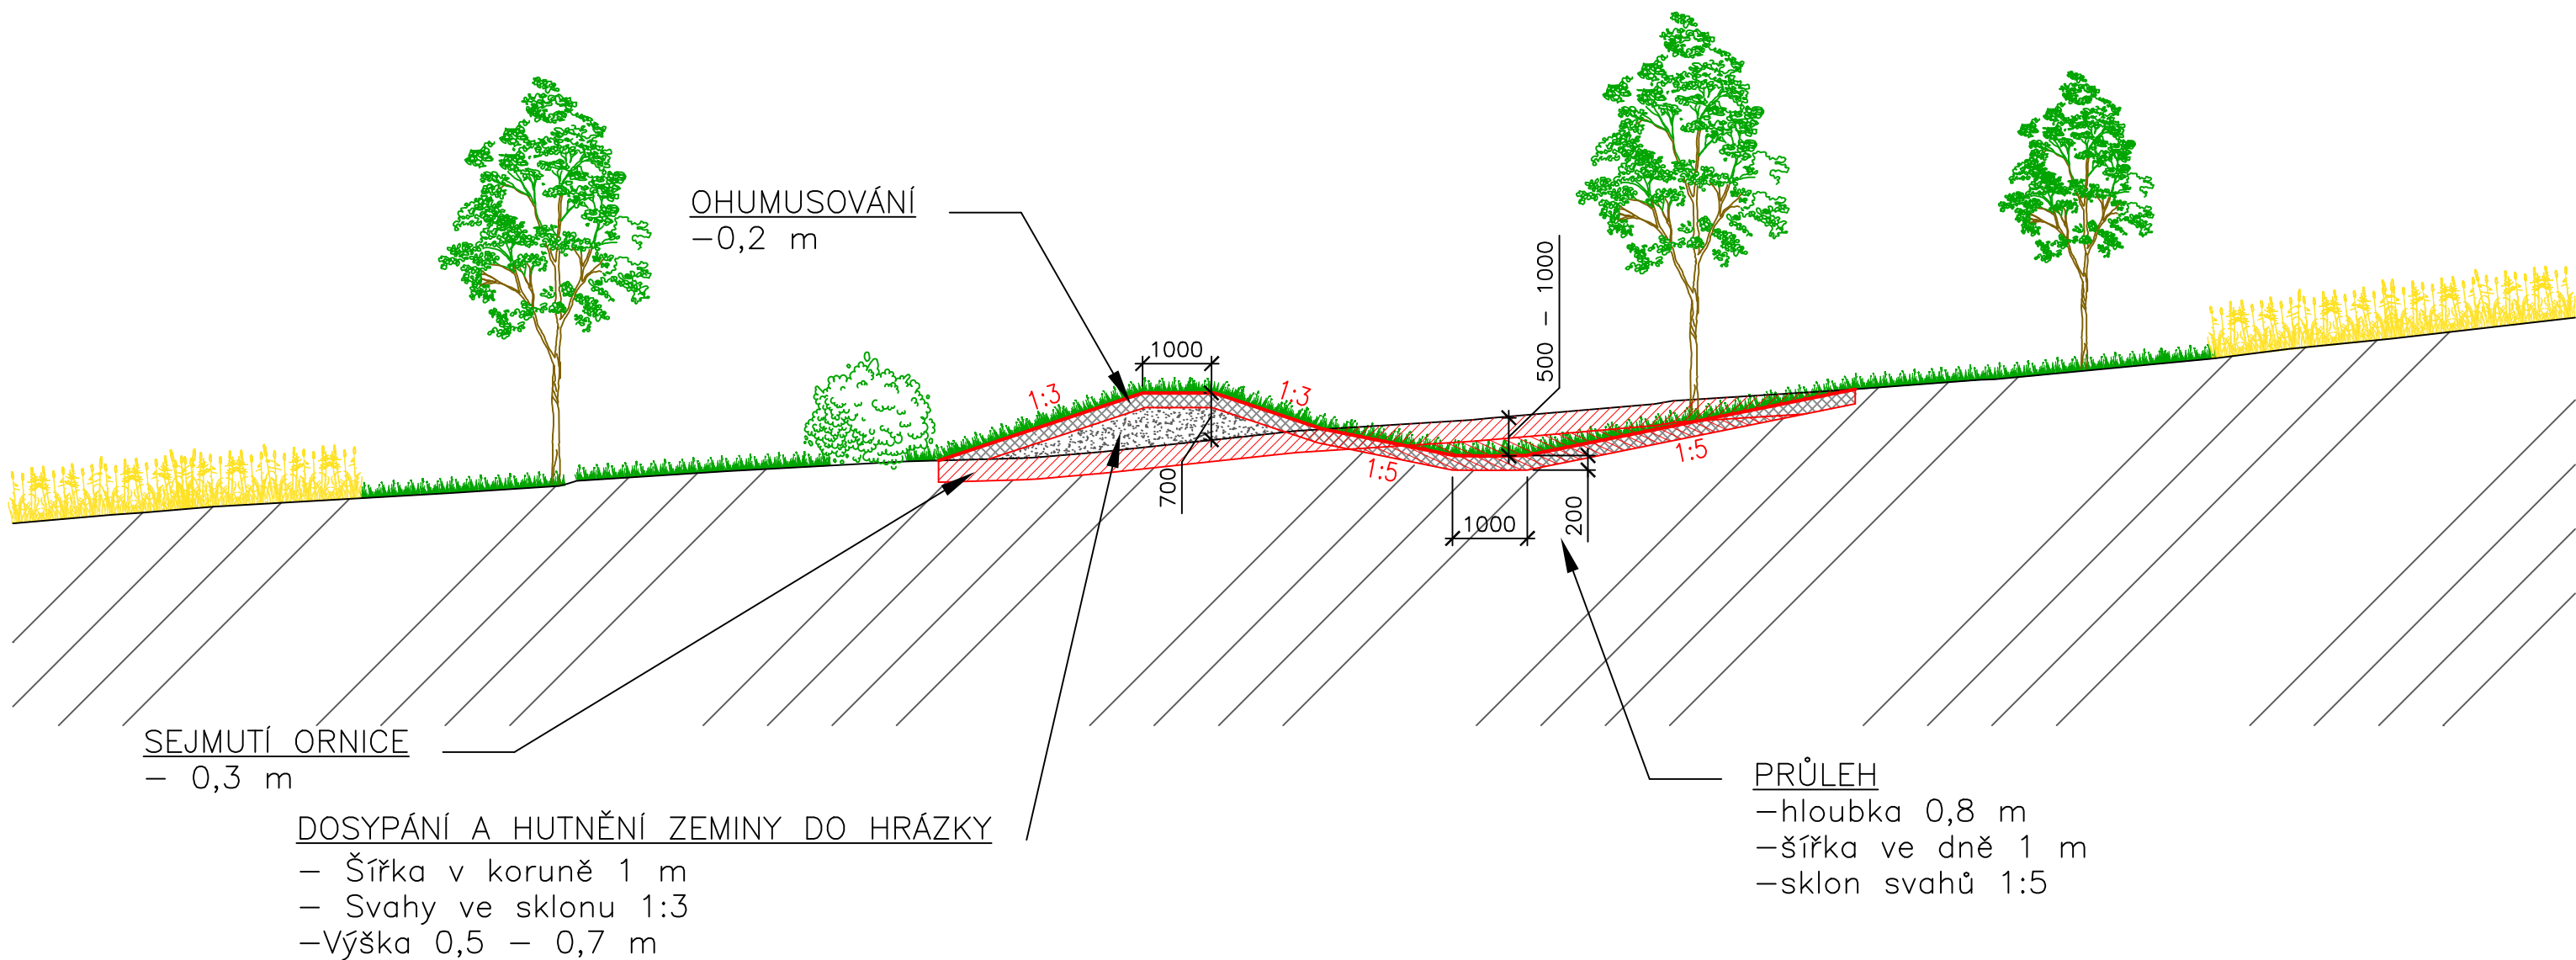 OHUMUSOVÁNÍ
-0,2 m
1:3
1000
1:3
500 - 1000
700
1:5
1000
200
1:5
SEJMUTÍ ORNICE
- 0,3 m
DOSYPÁNÍ A HUTNĚNÍ ZEMINY DO HRÁZKY
- Šířka v koruně 1 m
- Svahy ve sklonu 1:3
-Výška 0,5 - 0,7 m
PRŮLEH
-hloubka 0,8 m
-šířka ve dně 1 m
-sklon svahů 1:5